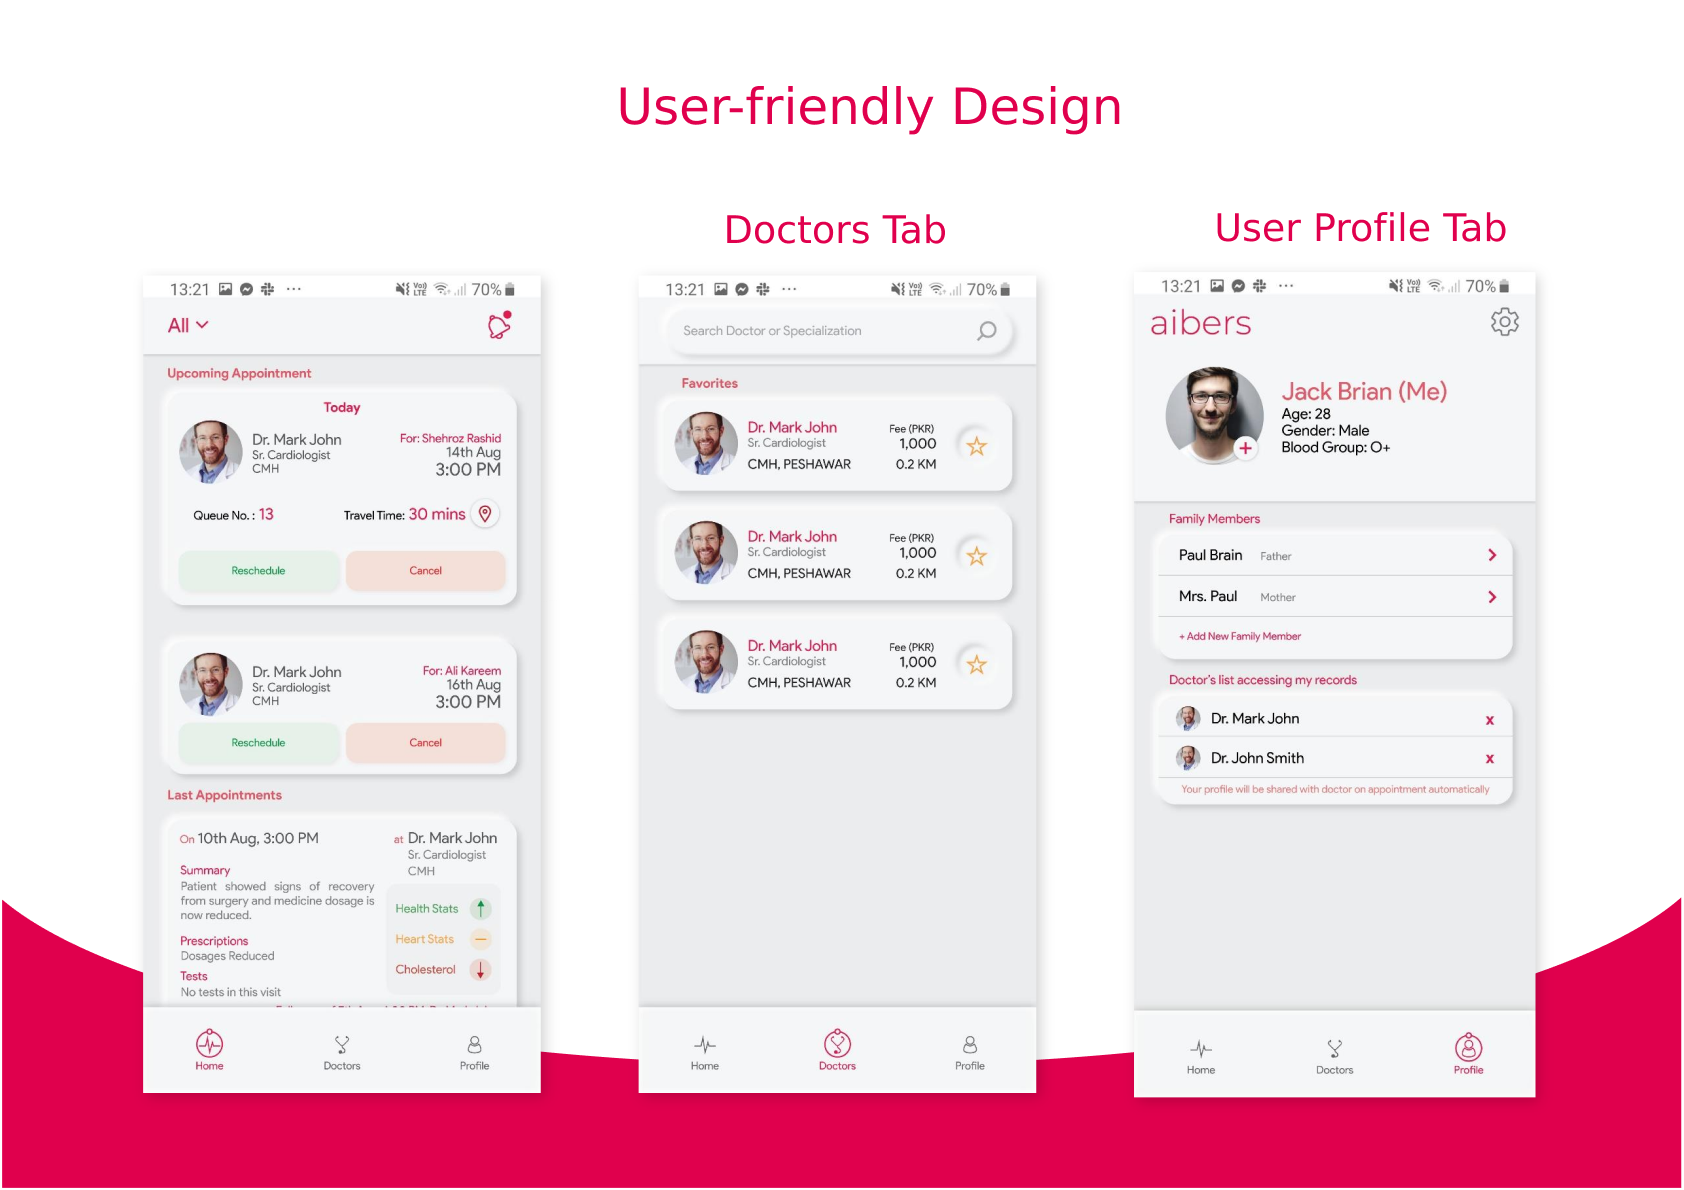 User-friendly Design
Doctors Tab
User Profile Tab
13:21 ... Vo) LTE 70%
All
Upcoming Appointment
Today
Dr. Mark John
Sr. Cardiologist
CMH
For: Shehroz Rashid
14th Aug
3:00 PM
Queue No. : 13
Travel Time: 30 mins
Reschedule
Cancel
Dr. Mark John
Sr. Cardiologist
CMH
For: Ali Kareem
16th Aug
3:00 PM
Reschedule
Cancel
Last Appointments
On 10th Aug, 3:00 PM
at Dr. Mark John
Sr. Cardiologist
CMH
Summary
Patient showed signs of recovery
from surgery and medicine dosage is
now reduced.
Prescriptions
Dosages Reduced
Tests
No tests in this visit
Health Stats
Heart Stats
Cholesterol
Home
Doctors
Profile
13:21 ... Vo) LTE 70%
Search Doctor or Specialization
Favorites
Dr. Mark John
Sr. Cardiologist
CMH, PESHAWAR
Fee (PKR)
1,000
0.2 KM
Dr. Mark John
Sr. Cardiologist
CMH, PESHAWAR
Fee (PKR)
1,000
0.2 KM
Dr. Mark John
Sr. Cardiologist
CMH, PESHAWAR
Fee (PKR)
1,000
0.2 KM
Home
Doctors
Profile
13:21 ... Vo) LTE 70%
aibers
Jack Brian (Me)
Age: 28
Gender: Male
Blood Group: O+
Family Members
Paul Brain Father
Mrs. Paul Mother
+ Add New Family Member
Doctor's list accessing my records
Dr. Mark John x
Dr. John Smith x
Your profile will be shared with doctor on appointment automatically
Home
Doctors
Profile